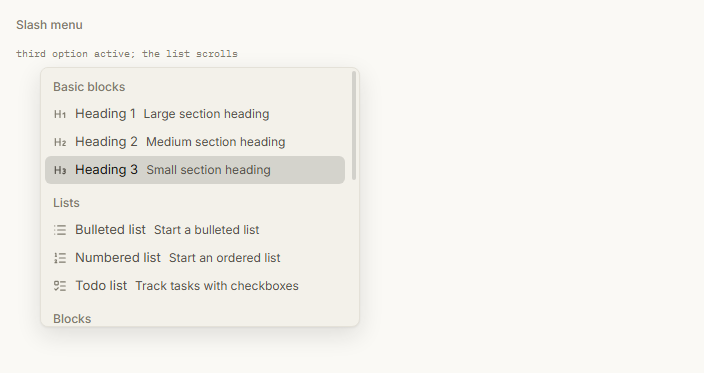 Slash menu
third option active; the list scrolls
Basic blocks
H1 Heading 1 Large section heading
H2 Heading 2 Medium section heading
H3 Heading 3 Small section heading
Lists
Bulleted list Start a bulleted list
Numbered list Start an ordered list
Todo list Track tasks with checkboxes
Blocks